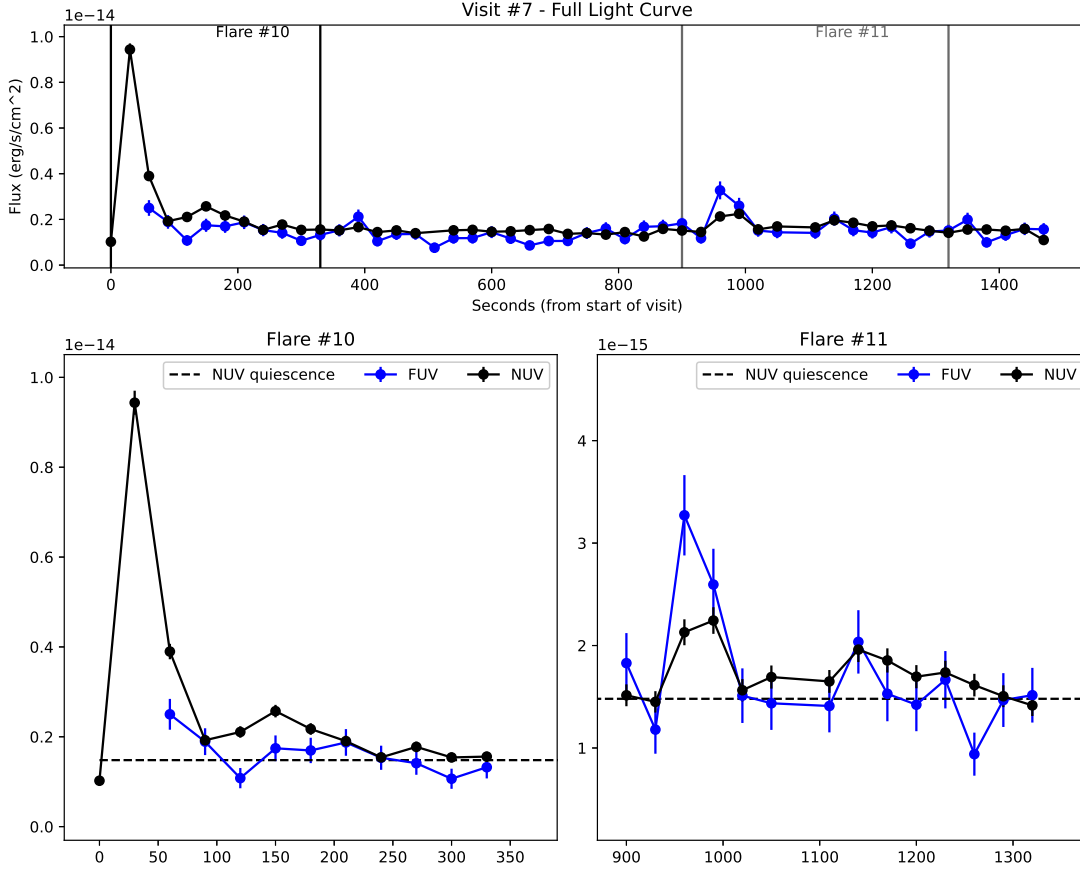 Visit #7 - Full Light Curve
1e−14
Flare #10
Flare #11
1.0
0.8
0.6
0.4
0.2
0.0
Flux (erg/s/cm^2)
0 200 400 600 800 1000 1200 1400
Seconds (from start of visit)
Flare #10
1e−14
NUV quiescence FUV NUV
1.0
0.8
0.6
0.4
0.2
0.0
0 50 100 150 200 250 300 350
Flare #11
1e−15
NUV quiescence FUV NUV
4
3
2
1
900 1000 1100 1200 1300